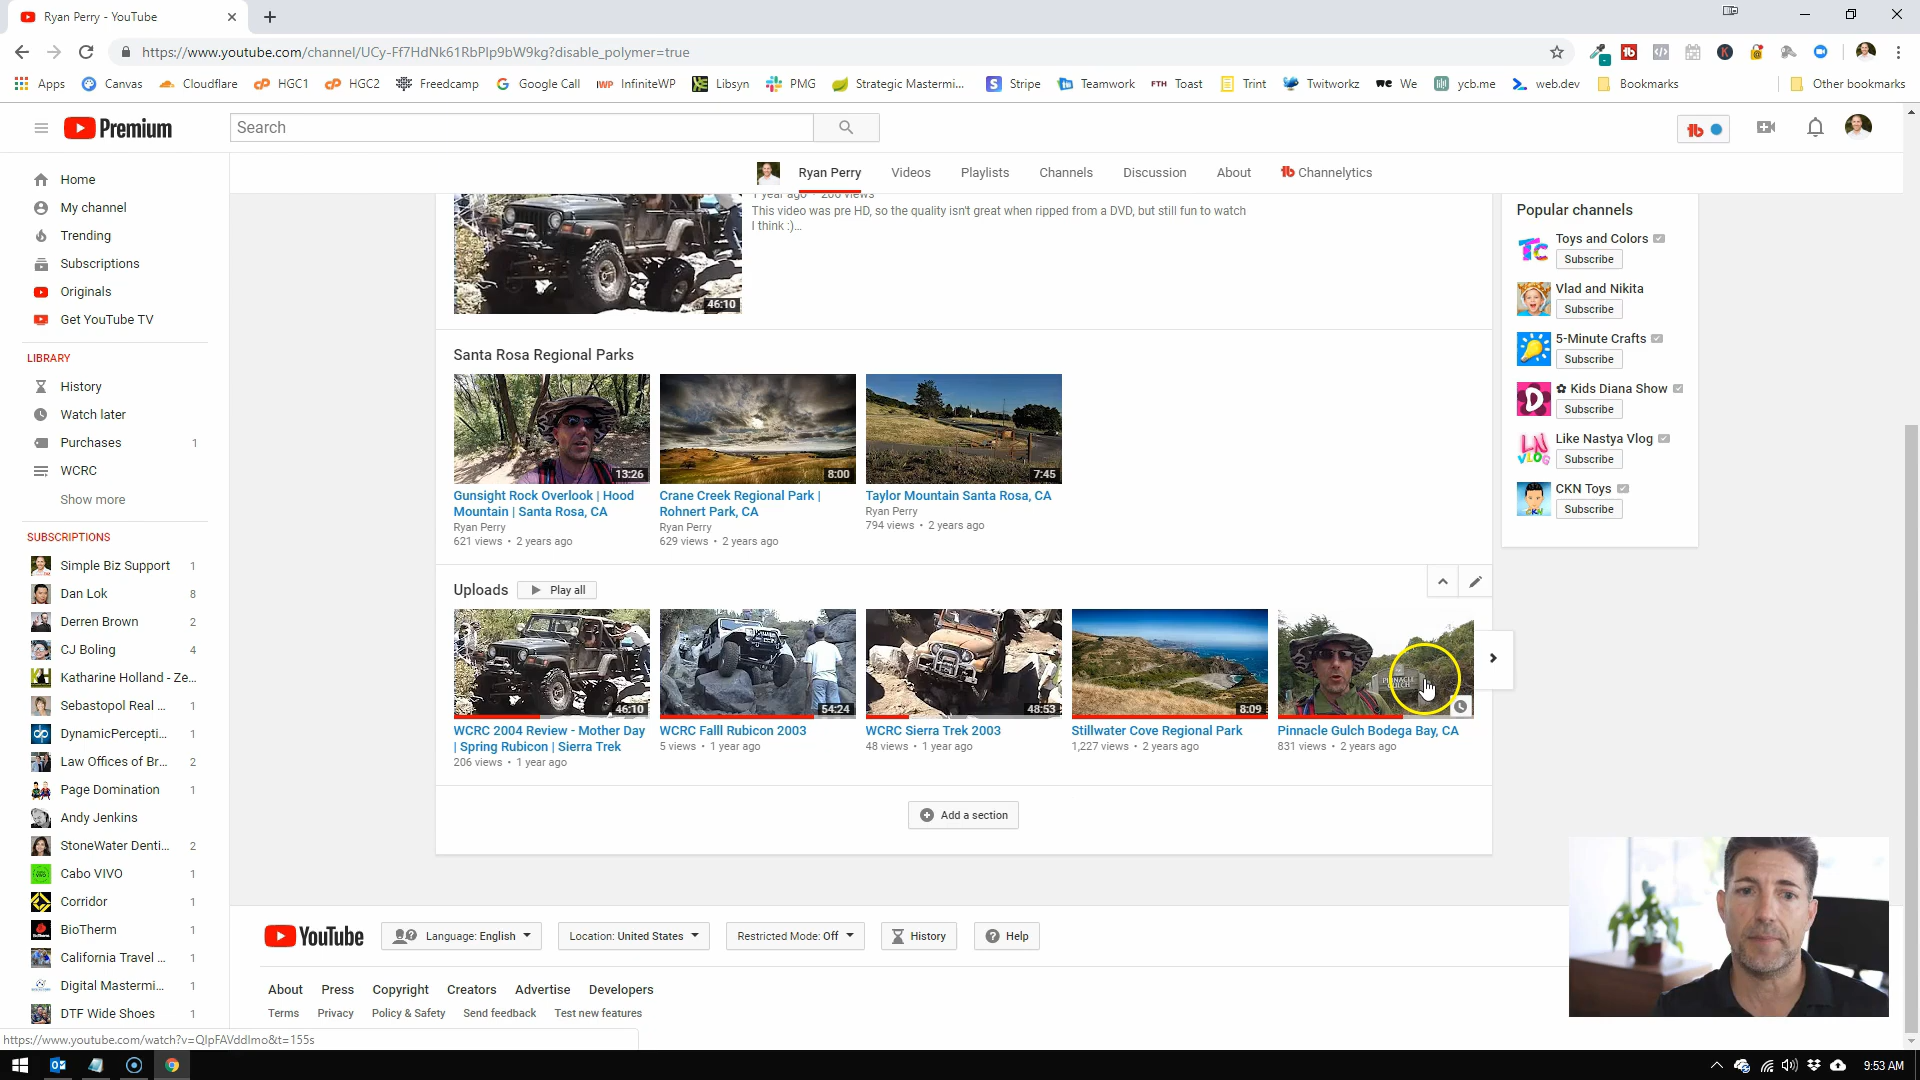 Ryan Perry - YouTube
https://www.youtube.com/channel/UCy-Ff7HdNk61RbPlp9bW9kg?disable_polymer=true
Apps Canvas Cloudflare HGC1 HGC2 Freedcamp Google Call InfiniteWP Libsyn PMG Strategic Mastermi... Stripe Teamwork Toast Trint Twitworkz We ycb.me web.dev Bookmarks Other bookmarks
Premium
Search
Ryan Perry Videos Playlists Channels Discussion About Channelytics
Home
My channel
Trending
Subscriptions
Originals
Get YouTube TV
LIBRARY
History
Watch later
Purchases 1
WCRC
Show more
SUBSCRIPTIONS
Simple Biz Support 1
Dan Lok 8
Derren Brown 2
CJ Boling 4
Katharine Holland - Ze...
Sebastopol Real ... 1
DynamicPercepti... 1
Law Offices of Br... 2
Page Domination 1
Andy Jenkins
StoneWater Denti... 2
Cabo VIVO 1
Corridor 1
BioTherm 1
California Travel ... 1
Digital Mastermi... 1
DTF Wide Shoes 1
1 year ago • 206 views
This video was pre HD, so the quality isn't great when ripped from a DVD, but still fun to watch
I think :)...
46:10
Santa Rosa Regional Parks
13:26
Gunsight Rock Overlook | Hood
Mountain | Santa Rosa, CA
Ryan Perry
621 views • 2 years ago
8:00
Crane Creek Regional Park |
Rohnert Park, CA
Ryan Perry
629 views • 2 years ago
7:45
Taylor Mountain Santa Rosa, CA
Ryan Perry
794 views • 2 years ago
Uploads Play all
46:10
WCRC 2004 Review - Mother Day
| Spring Rubicon | Sierra Trek
206 views • 1 year ago
54:24
WCRC Falll Rubicon 2003
5 views • 1 year ago
48:53
WCRC Sierra Trek 2003
48 views • 1 year ago
8:09
Stillwater Cove Regional Park
1,227 views • 2 years ago
PINNACLE
GULCH
Pinnacle Gulch Bodega Bay, CA
831 views • 2 years ago
Add a section
Popular channels
Toys and Colors
Subscribe
Vlad and Nikita
Subscribe
5-Minute Crafts
Subscribe
✿ Kids Diana Show
Subscribe
Like Nastya Vlog
Subscribe
CKN Toys
Subscribe
YouTube Language: English Location: United States Restricted Mode: Off History Help
About Press Copyright Creators Advertise Developers
Terms Privacy Policy & Safety Send feedback Test new features
https://www.youtube.com/watch?v=QlpFAVddlmo&t=155s
9:53 AM